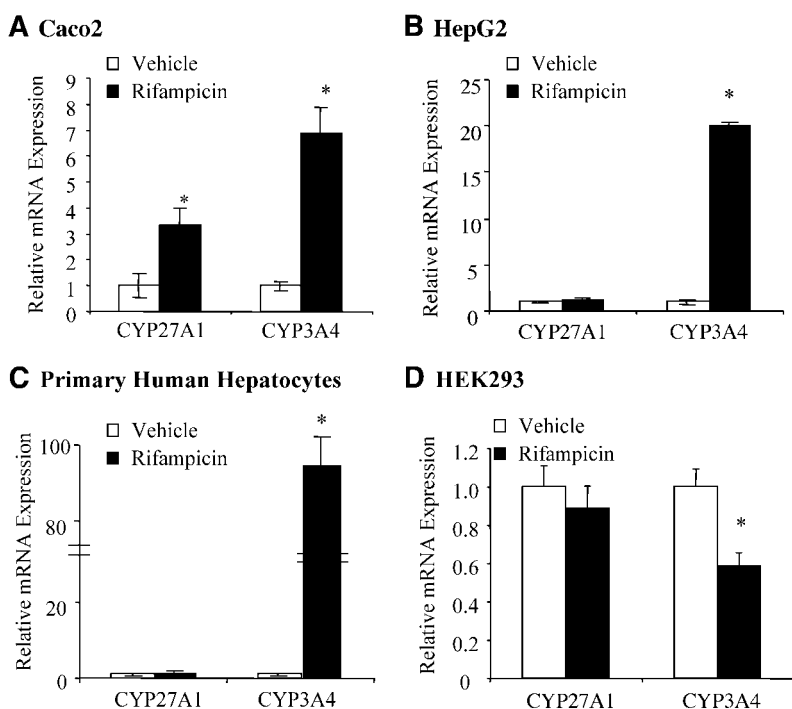 A Caco2
Vehicle
Rifampicin
Relative mRNA Expression
9
8
7
6
5
4
3
2
1
0
*
*
CYP27A1
CYP3A4
B HepG2
Vehicle
Rifampicin
Relative mRNA Expression
25
20
15
10
5
0
*
CYP27A1
CYP3A4
C Primary Human Hepatocytes
Vehicle
Rifampicin
Relative mRNA Expression
100
80
20
0
*
CYP27A1
CYP3A4
D HEK293
Vehicle
Rifampicin
Relative mRNA Expression
1.2
1.0
0.8
0.6
0.4
0.2
0
*
CYP27A1
CYP3A4